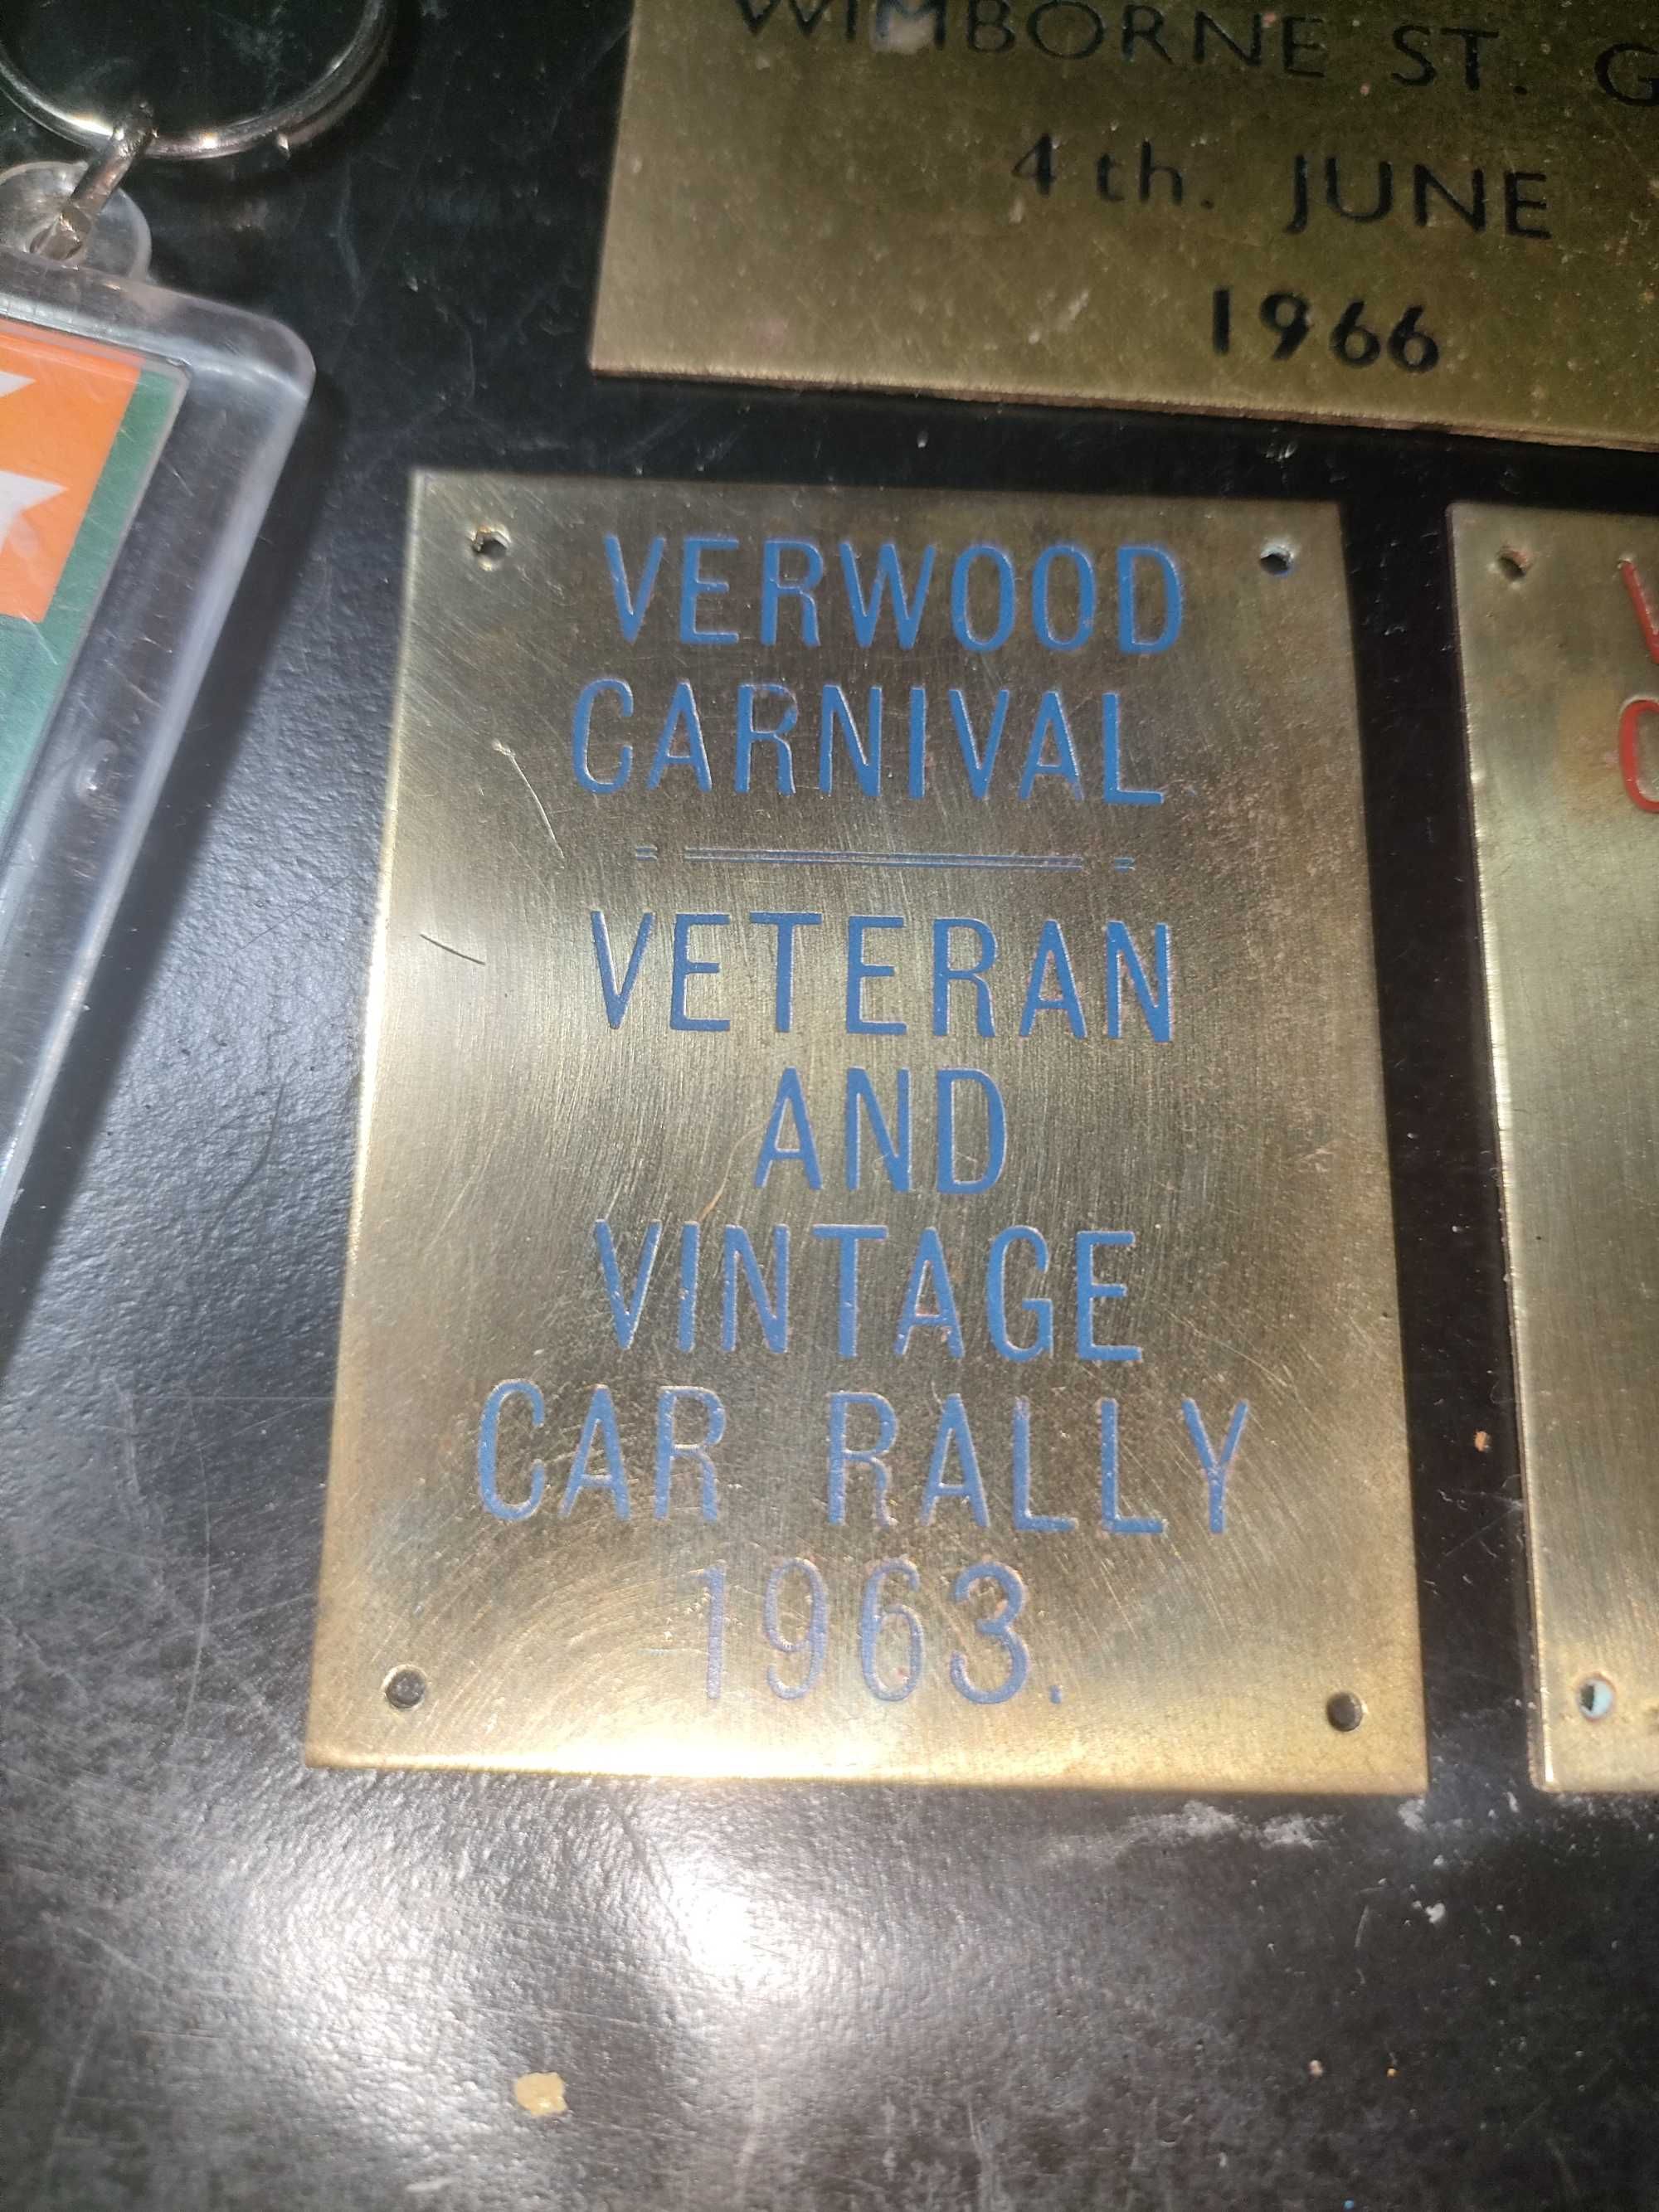 WIMBORNE ST. G
4th. JUNE
1966
VERWOOD
CARNIVAL
VETERAN
AND
VINTAGE
CAR RALLY
1963.